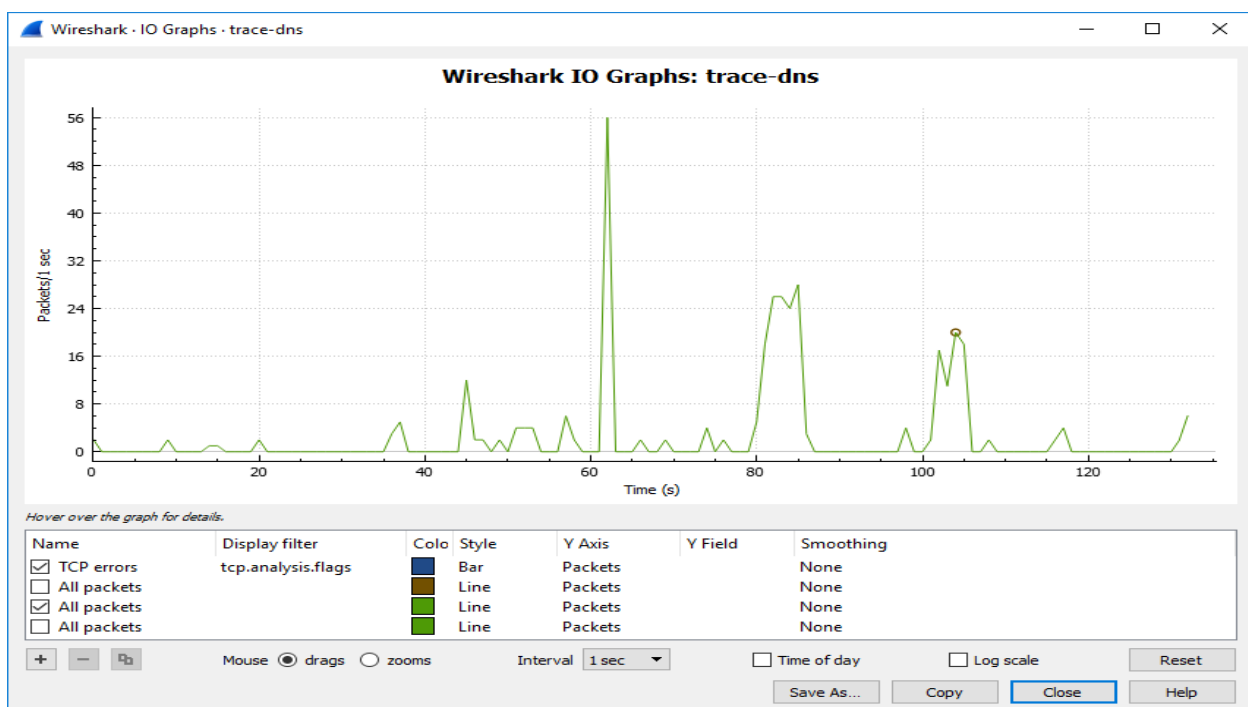 Wireshark · IO Graphs · trace-dns
Wireshark IO Graphs: trace-dns
56
48
40
32
24
16
8
0
Packets/1 sec
0 20 40 60 80 100 120
Time (s)
Hover over the graph for details.
Name Display filter Colo Style Y Axis Y Field Smoothing
TCP errors tcp.analysis.flags Bar Packets None
All packets Line Packets None
All packets Line Packets None
All packets Line Packets None
+ − Mouse drags zooms Interval 1 sec Time of day Log scale Reset
Save As... Copy Close Help